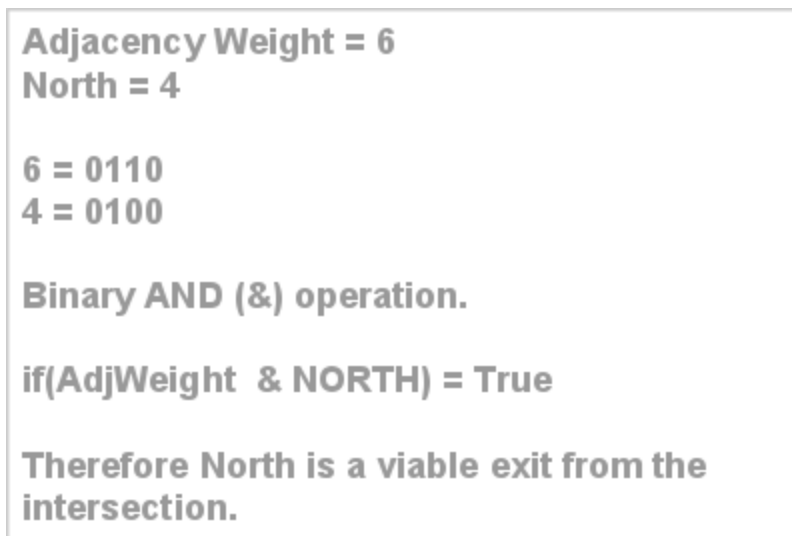 Adjacency Weight = 6
North = 4
6 = 0110
4 = 0100
Binary AND (&) operation.
if(AdjWeight  & NORTH) = True
Therefore North is a viable exit from the
intersection.